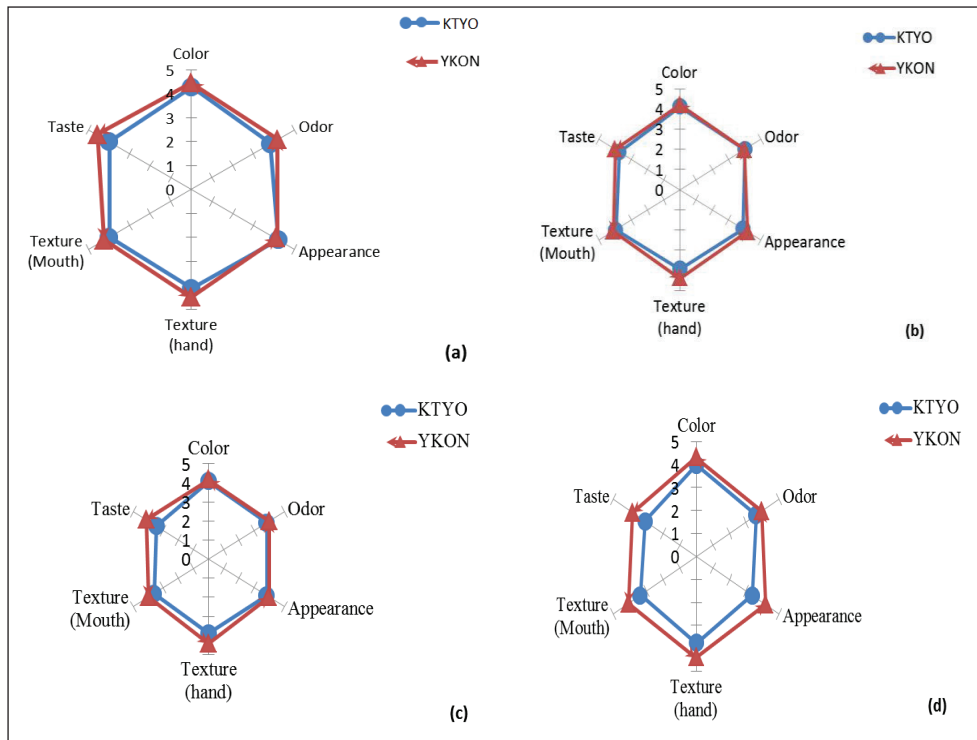 KTYO
YKON
Color
5
4
3
2
1
0
Odor
Appearance
Texture
(hand)
Texture
(Mouth)
Taste
(a)
KTYO
YKON
Color
5
4
3
2
1
0
Odor
Appearance
Texture
(hand)
Texture
(Mouth)
Taste
(b)
KTYO
YKON
Color
5
4
3
2
1
0
Odor
Appearance
Texture
(hand)
Texture
(Mouth)
Taste
(c)
KTYO
YKON
Color
5
4
3
2
1
0
Odor
Appearance
Texture
(hand)
Texture
(Mouth)
Taste
(d)